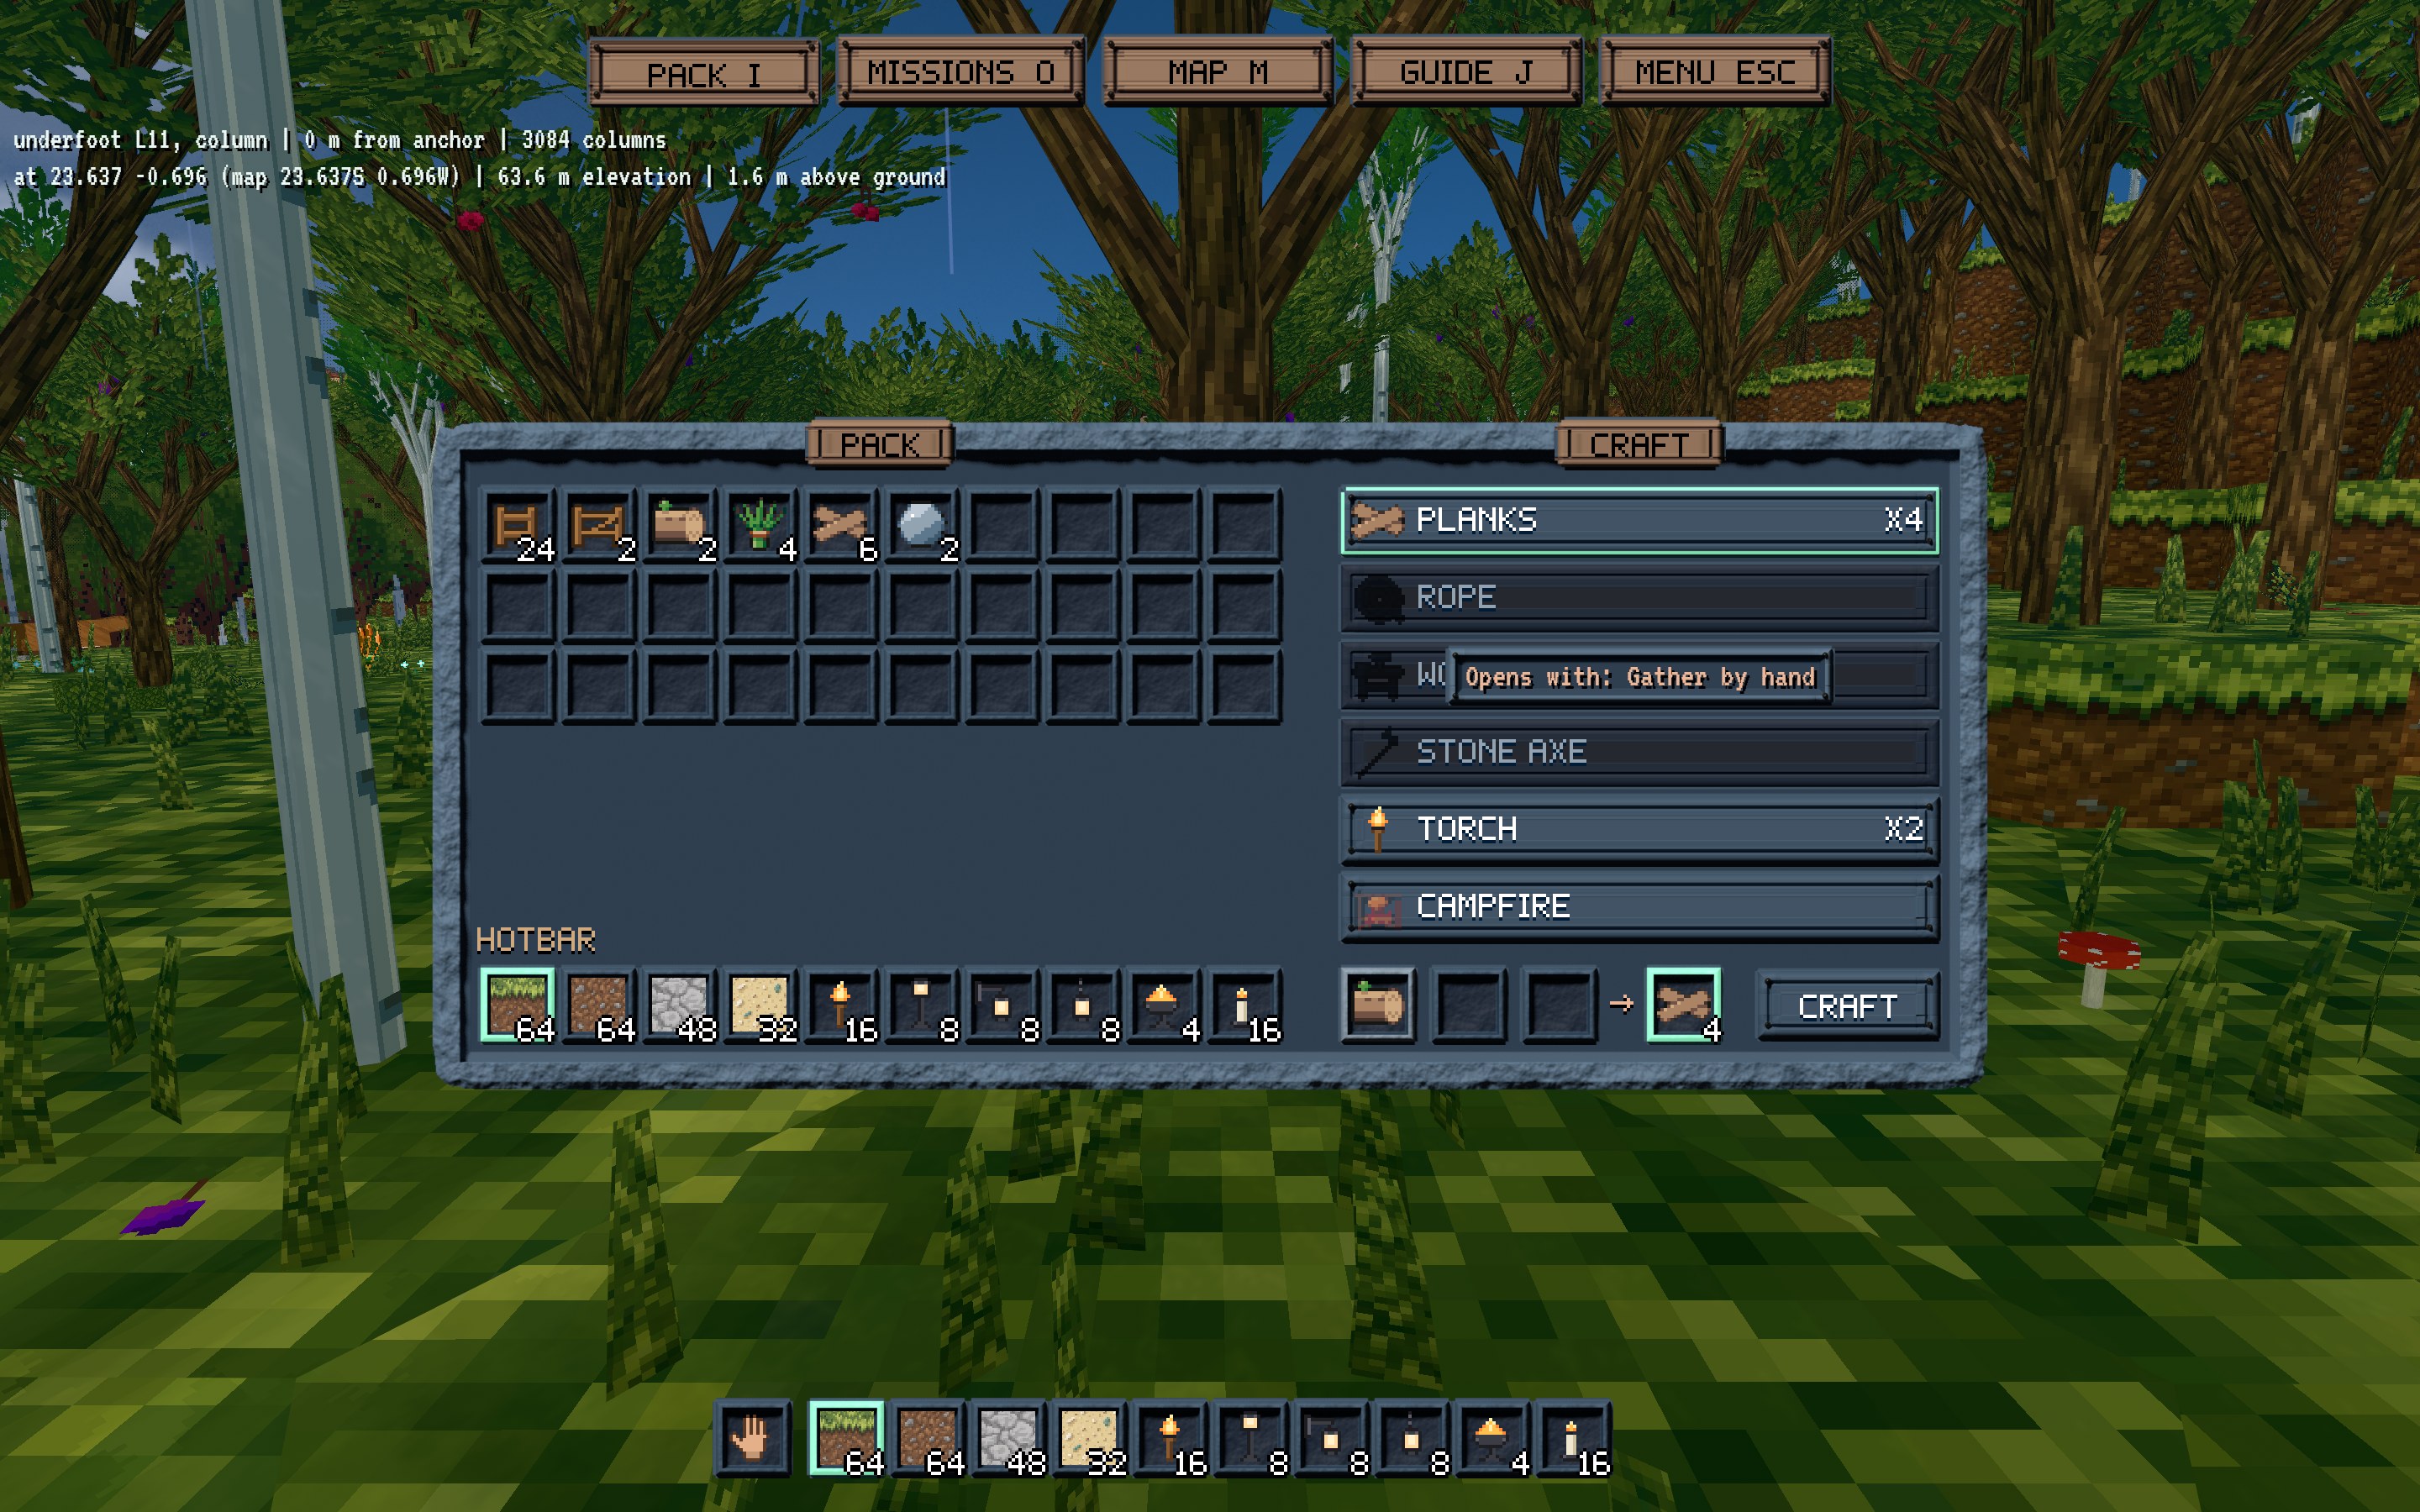 PACK I
MISSIONS O
MAP M
GUIDE J
MENU ESC
underfoot L11, column | 0 m from anchor | 3084 columns
at 23.637 -0.696 (map 23.637S 0.696W) | 63.6 m elevation | 1.6 m above ground
PACK
CRAFT
24
2
2
4
6
2
PLANKS X4
ROPE
Opens with: Gather by hand
STONE AXE
TORCH X2
CAMPFIRE
HOTBAR
64
64
48
32
16
8
8
8
4
16
4
CRAFT
64
64
48
32
16
8
8
8
4
16